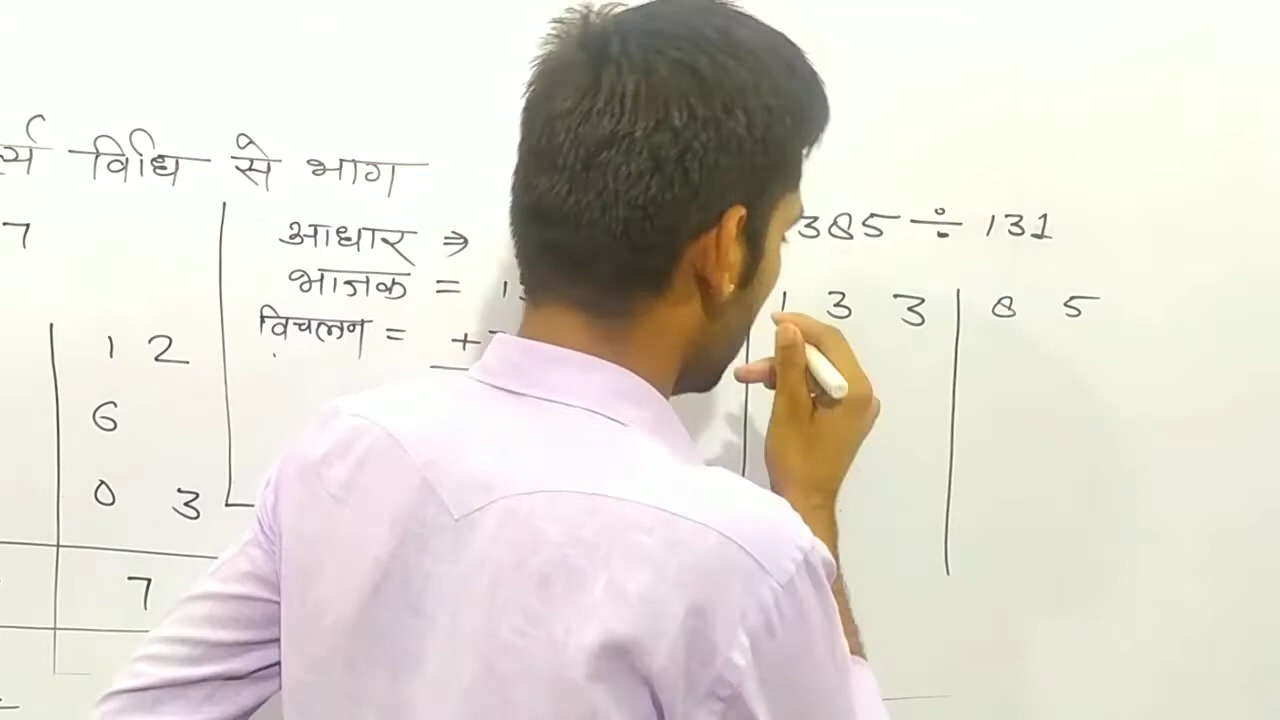 विधि से भाग
7
आधार ⇒
भाजक =
विचलन = +
1 2
6
0 3
7
385 ÷ 131
1 3 3 8 5